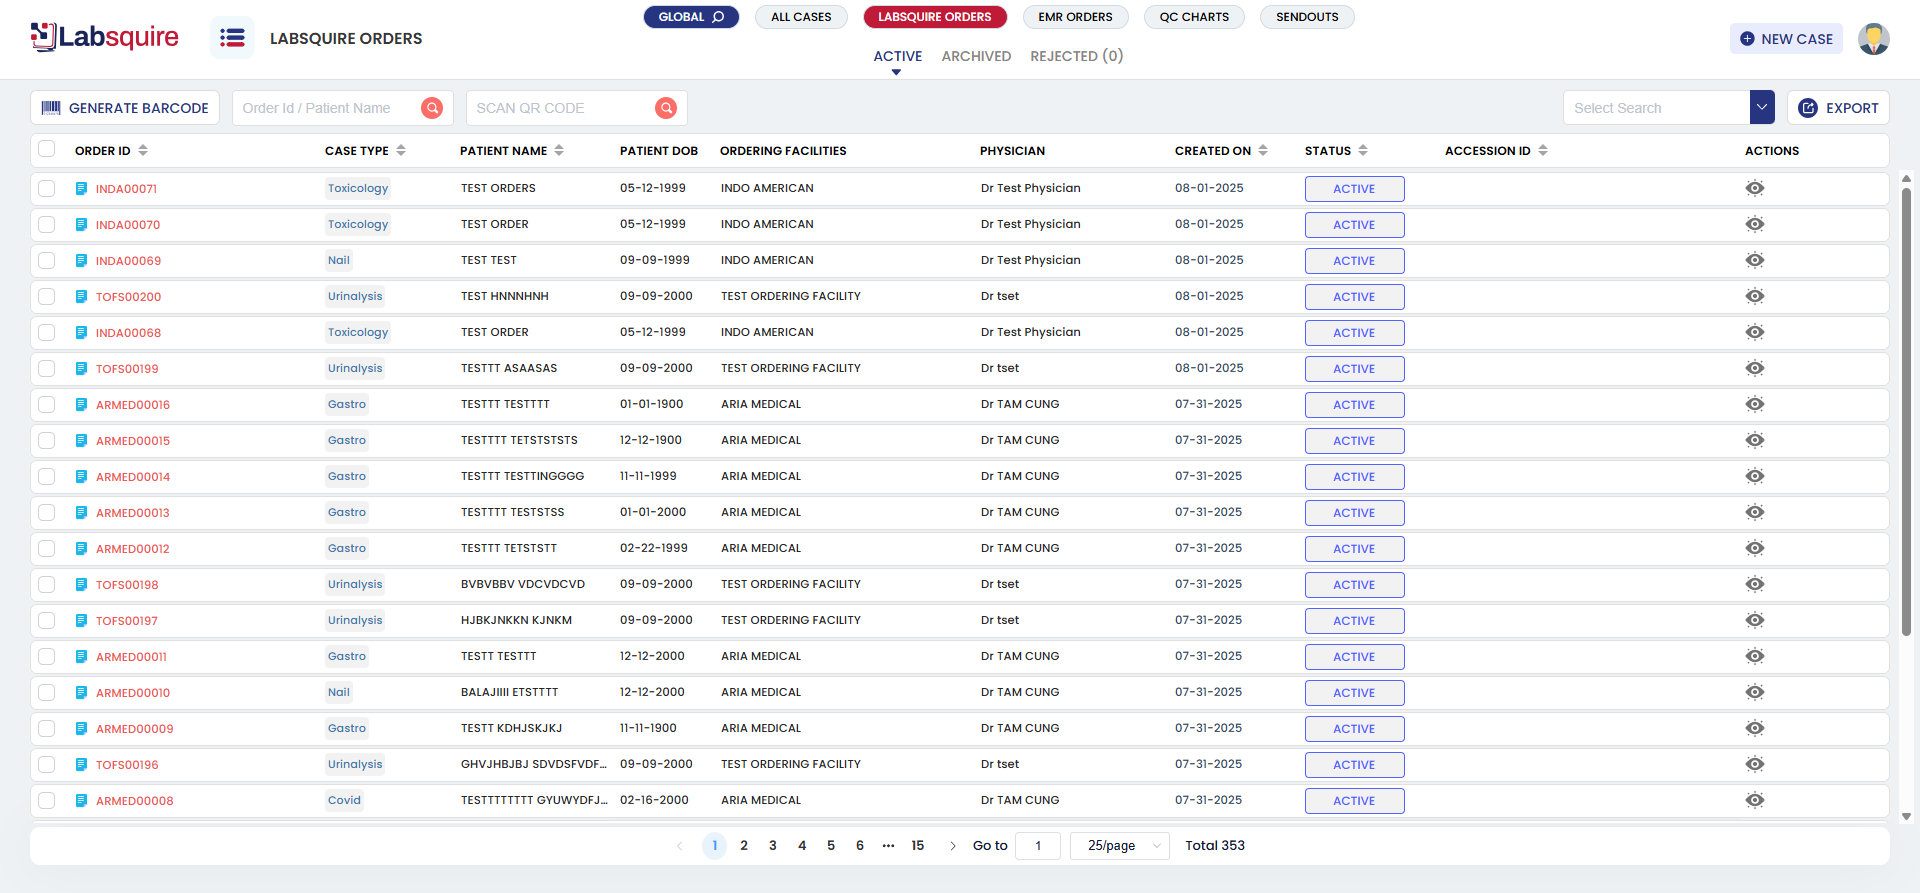 Labsquire
LABSQUIRE ORDERS
GLOBAL ALL CASES LABSQUIRE ORDERS EMR ORDERS QC CHARTS SENDOUTS
ACTIVE ARCHIVED REJECTED (0)
NEW CASE
GENERATE BARCODE Order Id / Patient Name SCAN QR CODE Select Search EXPORT
ORDER ID CASE TYPE PATIENT NAME PATIENT DOB ORDERING FACILITIES PHYSICIAN CREATED ON STATUS ACCESSION ID ACTIONS
INDA00071 Toxicology TEST ORDERS 05-12-1999 INDO AMERICAN Dr Test Physician 08-01-2025 ACTIVE
INDA00070 Toxicology TEST ORDER 05-12-1999 INDO AMERICAN Dr Test Physician 08-01-2025 ACTIVE
INDA00069 Nail TEST TEST 09-09-1999 INDO AMERICAN Dr Test Physician 08-01-2025 ACTIVE
TOFS00200 Urinalysis TEST HNNNHNH 09-09-2000 TEST ORDERING FACILITY Dr tset 08-01-2025 ACTIVE
INDA00068 Toxicology TEST ORDER 05-12-1999 INDO AMERICAN Dr Test Physician 08-01-2025 ACTIVE
TOFS00199 Urinalysis TESTTT ASAASAS 09-09-2000 TEST ORDERING FACILITY Dr tset 08-01-2025 ACTIVE
ARMED00016 Gastro TESTTT TESTTTT 01-01-1900 ARIA MEDICAL Dr TAM CUNG 07-31-2025 ACTIVE
ARMED00015 Gastro TESTTTT TETSTSTSTS 12-12-1900 ARIA MEDICAL Dr TAM CUNG 07-31-2025 ACTIVE
ARMED00014 Gastro TESTTT TESTTINGGGG 11-11-1999 ARIA MEDICAL Dr TAM CUNG 07-31-2025 ACTIVE
ARMED00013 Gastro TESTTTT TESTSTSS 01-01-2000 ARIA MEDICAL Dr TAM CUNG 07-31-2025 ACTIVE
ARMED00012 Gastro TESTTT TETSTSTT 02-22-1999 ARIA MEDICAL Dr TAM CUNG 07-31-2025 ACTIVE
TOFS00198 Urinalysis BVBVBBV VDCVDCVD 09-09-2000 TEST ORDERING FACILITY Dr tset 07-31-2025 ACTIVE
TOFS00197 Urinalysis HJBKJNKKN KJNKM 09-09-2000 TEST ORDERING FACILITY Dr tset 07-31-2025 ACTIVE
ARMED00011 Gastro TESTT TESTTT 12-12-2000 ARIA MEDICAL Dr TAM CUNG 07-31-2025 ACTIVE
ARMED00010 Nail BALAJIIII ETSTTTT 12-12-2000 ARIA MEDICAL Dr TAM CUNG 07-31-2025 ACTIVE
ARMED00009 Gastro TESTT KDHJSKJKJ 11-11-1900 ARIA MEDICAL Dr TAM CUNG 07-31-2025 ACTIVE
TOFS00196 Urinalysis GHVJHBJBJ SDVDSFVDF... 09-09-2000 TEST ORDERING FACILITY Dr tset 07-31-2025 ACTIVE
ARMED00008 Covid TESTTTTTTTT GYUWYDFJ... 02-16-2000 ARIA MEDICAL Dr TAM CUNG 07-31-2025 ACTIVE
1 2 3 4 5 6 ••• 15 Go to 1 25/page Total 353